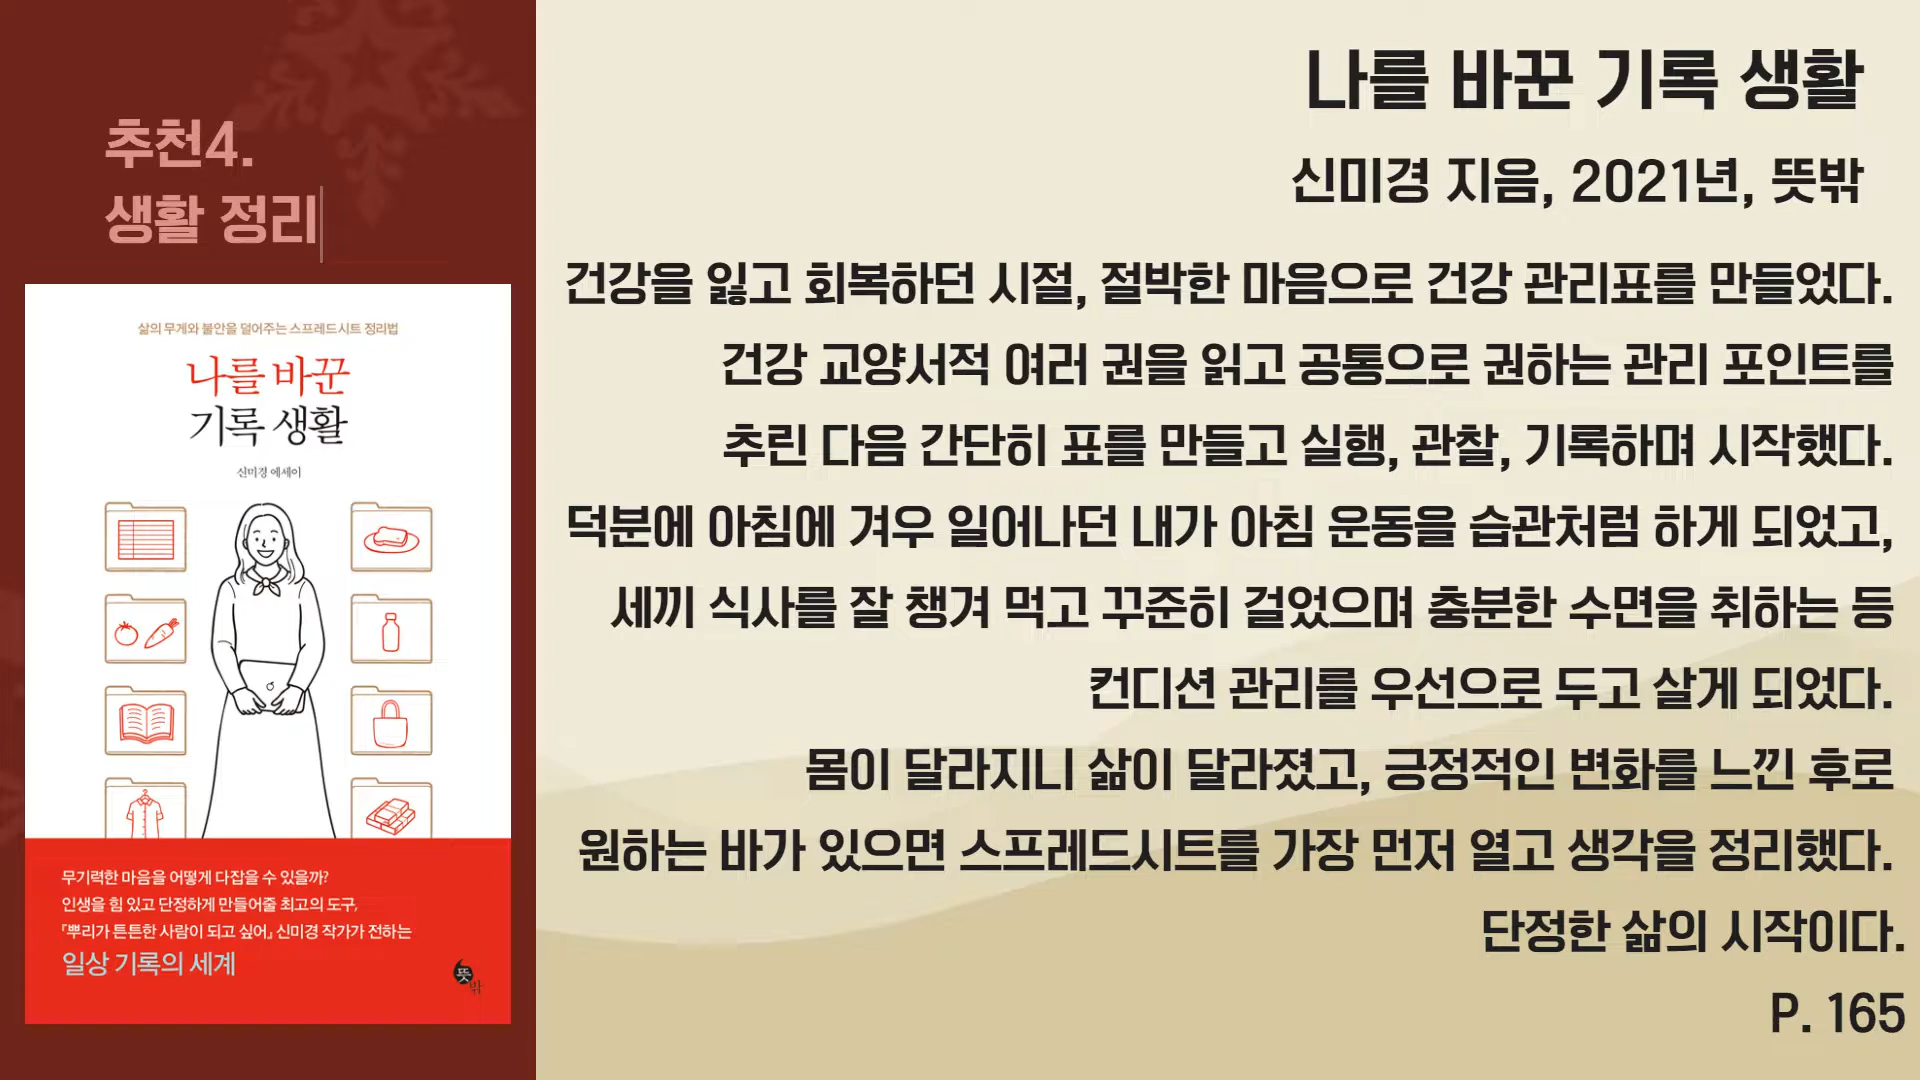 추천4.
생활 정리
삶의 무게와 불안을 덜어주는 스프레드시트 정리법
나를 바꾼
기록 생활
신미경 에세이
무기력한 마음을 어떻게 다잡을 수 있을까?
인생을 힘 있고 단정하게 만들어줄 최고의 도구,
『뿌리가 튼튼한 사람이 되고 싶어』 신미경 작가가 전하는
일상 기록의 세계
뜻밖
나를 바꾼 기록 생활
신미경 지음, 2021년, 뜻밖
건강을 잃고 회복하던 시절, 절박한 마음으로 건강 관리표를 만들었다.
건강 교양서적 여러 권을 읽고 공통으로 권하는 관리 포인트를
추린 다음 간단히 표를 만들고 실행, 관찰, 기록하며 시작했다.
덕분에 아침에 겨우 일어나던 내가 아침 운동을 습관처럼 하게 되었고,
세끼 식사를 잘 챙겨 먹고 꾸준히 걸었으며 충분한 수면을 취하는 등
컨디션 관리를 우선으로 두고 살게 되었다.
몸이 달라지니 삶이 달라졌고, 긍정적인 변화를 느낀 후로
원하는 바가 있으면 스프레드시트를 가장 먼저 열고 생각을 정리했다.
단정한 삶의 시작이다.
P. 165